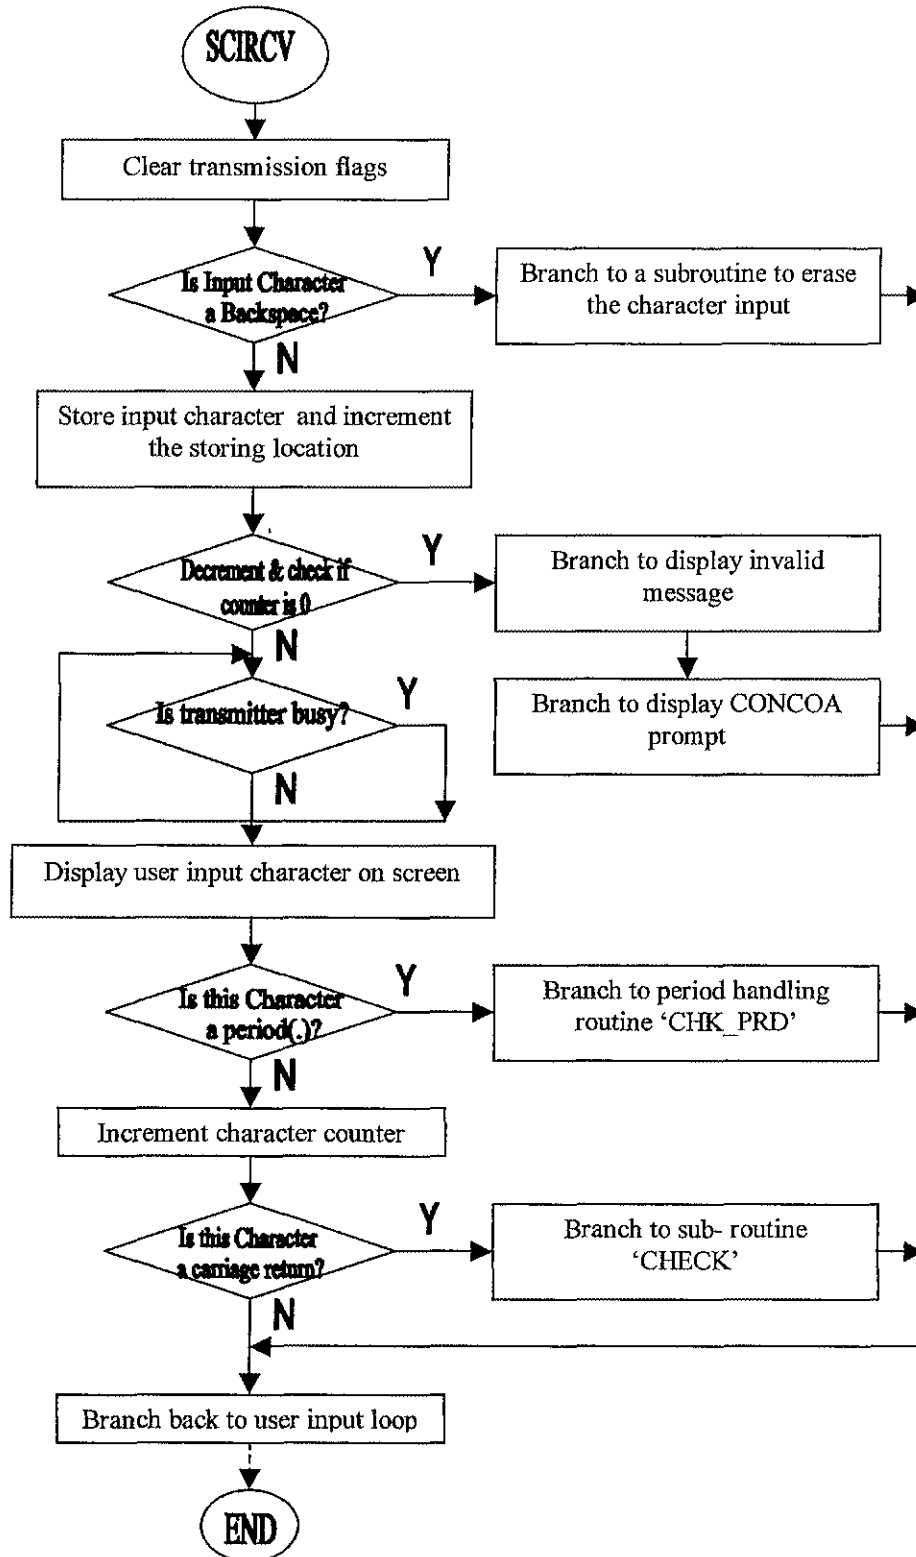 SCIRCV
Clear transmission flags
Is Input Character
a Backspace?
Y
Branch to a subroutine to erase
the character input
N
Store input character and increment
the storing location
Decrement & check if
counter is 0
Y
Branch to display invalid
message
N
Is transmitter busy?
Y
Branch to display CONCOA
prompt
N
Display user input character on screen
Is this Character
a period(.)?
Y
Branch to period handling
routine ‘CHK_PRD’
N
Increment character counter
Is this Character
a carriage return?
Y
Branch to sub- routine
‘CHECK’
N
Branch back to user input loop
END